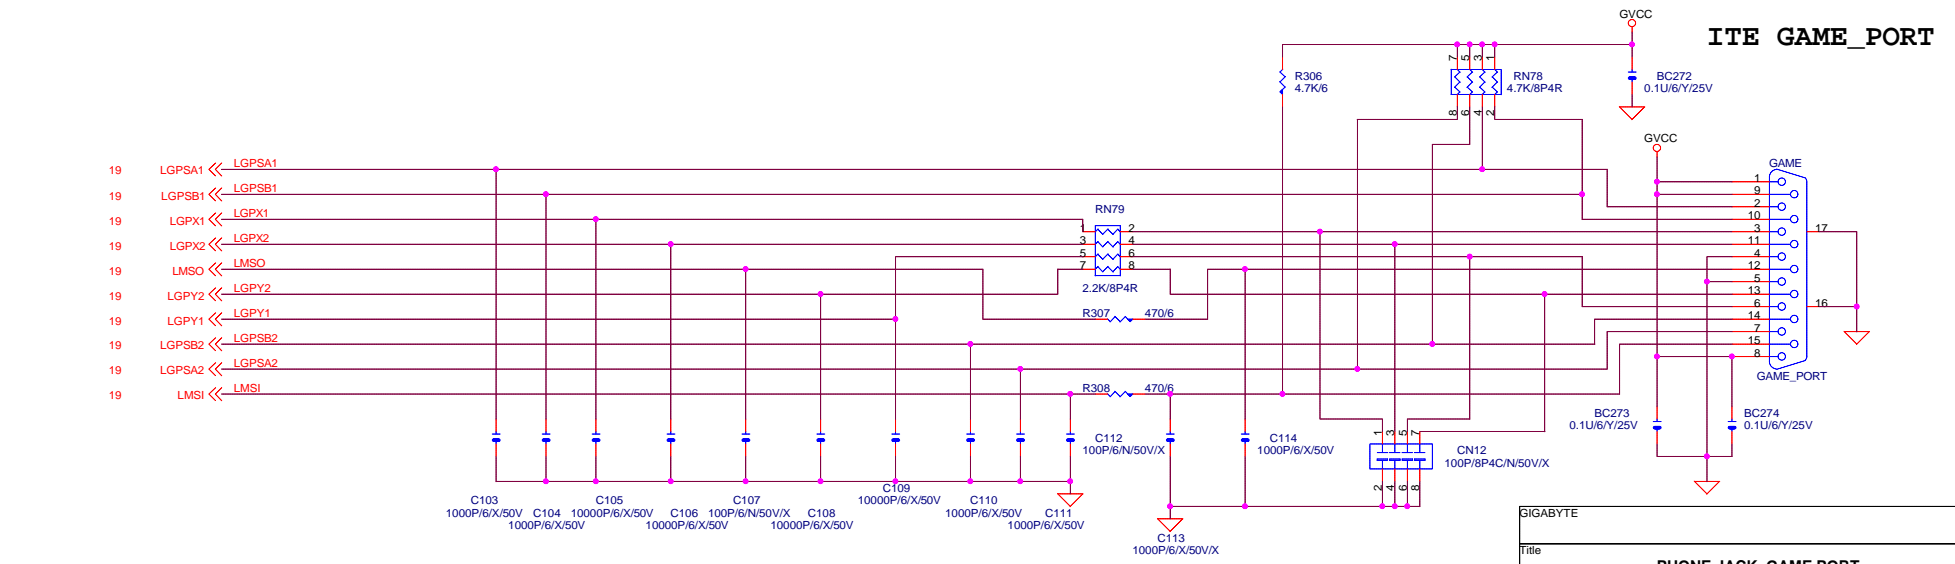 GVCC
ITE GAME_PORT
R306
4.7K/6
7 5 3 1
RN78
4.7K/8P4R
8 6 4 2
BC272
0.1U/6/Y/25V
GVCC
GAME
19 LGPSA1 LGPSA1
19 LGPSB1 LGPSB1
19 LGPX1 LGPX1
19 LGPX2 LGPX2
19 LMSO LMSO
19 LGPY2 LGPY2
19 LGPY1 LGPY1
19 LGPSB2 LGPSB2
19 LGPSA2 LGPSA2
19 LMSI LMSI
RN79
1 2
3 4
5 6
7 8
2.2K/8P4R
R307 470/6
R308 470/6
1
9
2
10
3
11
4
12
5
13
6
14
7
15
8
17
16
GAME_PORT
BC273
0.1U/6/Y/25V
BC274
0.1U/6/Y/25V
C112
100P/6/N/50V/X
C114
1000P/6/X/50V
1 3 5 7
CN12
100P/8P4C/N/50V/X
2 4 6 8
C103
1000P/6/X/50V
C104
1000P/6/X/50V
C105
10000P/6/X/50V
C106
10000P/6/X/50V
C107
100P/6/N/50V/X
C108
10000P/6/X/50V
C109
10000P/6/X/50V
C110
1000P/6/X/50V
C111
1000P/6/X/50V
C113
1000P/6/X/50V/X
GIGABYTE
Title
PHONE JACK, GAME PORT